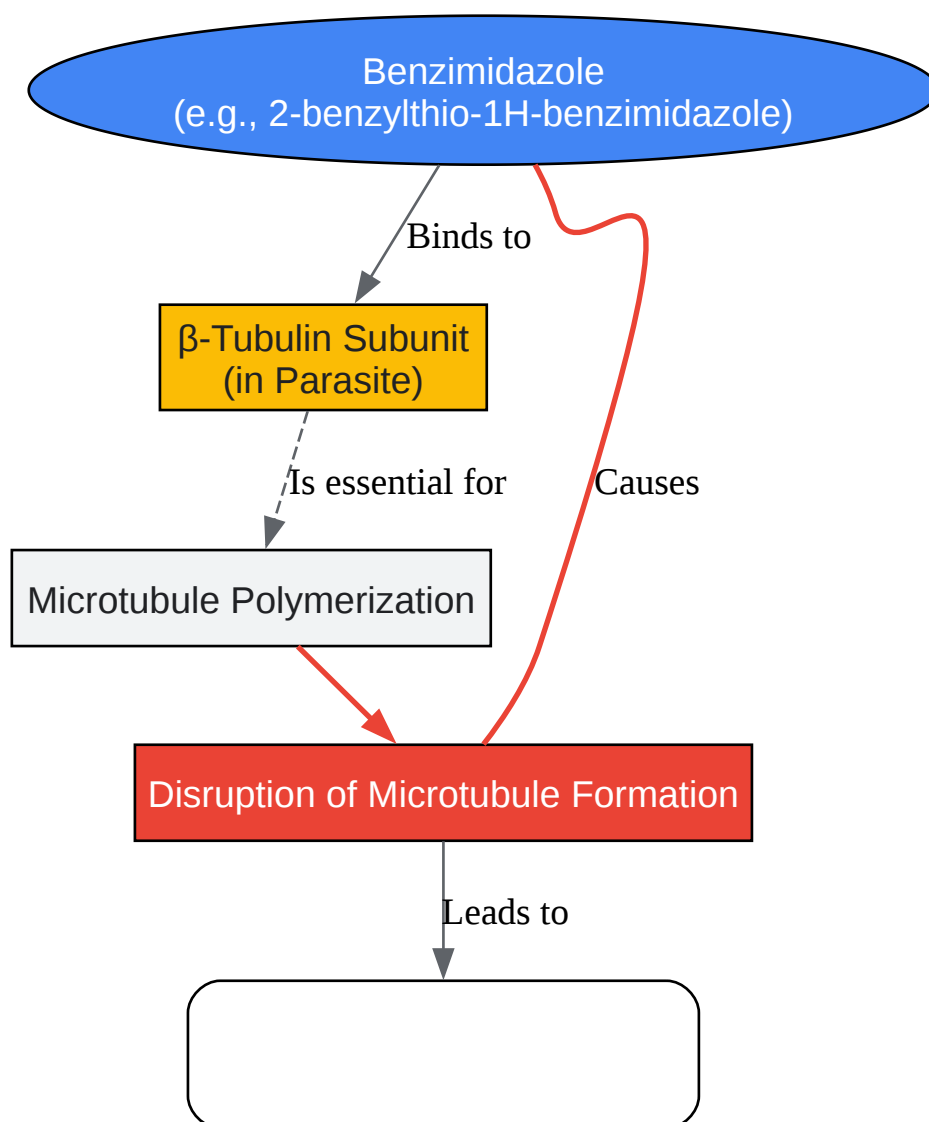 Benzimidazole
(e.g., 2-benzylthio-1H-benzimidazole)
Binds to
β-Tubulin Subunit
(in Parasite)
Is essential for
Causes
Microtubule Polymerization
Disruption of Microtubule Formation
Leads to